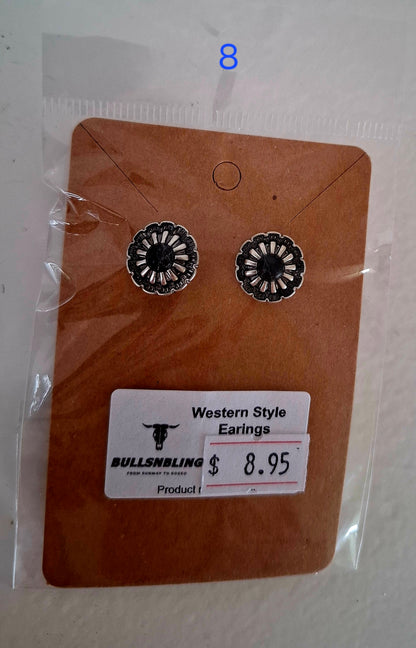 8
Western Style
Earings
BULLSNBLING
FROM RUNWAY TO RODEO
$ 8.95
Product